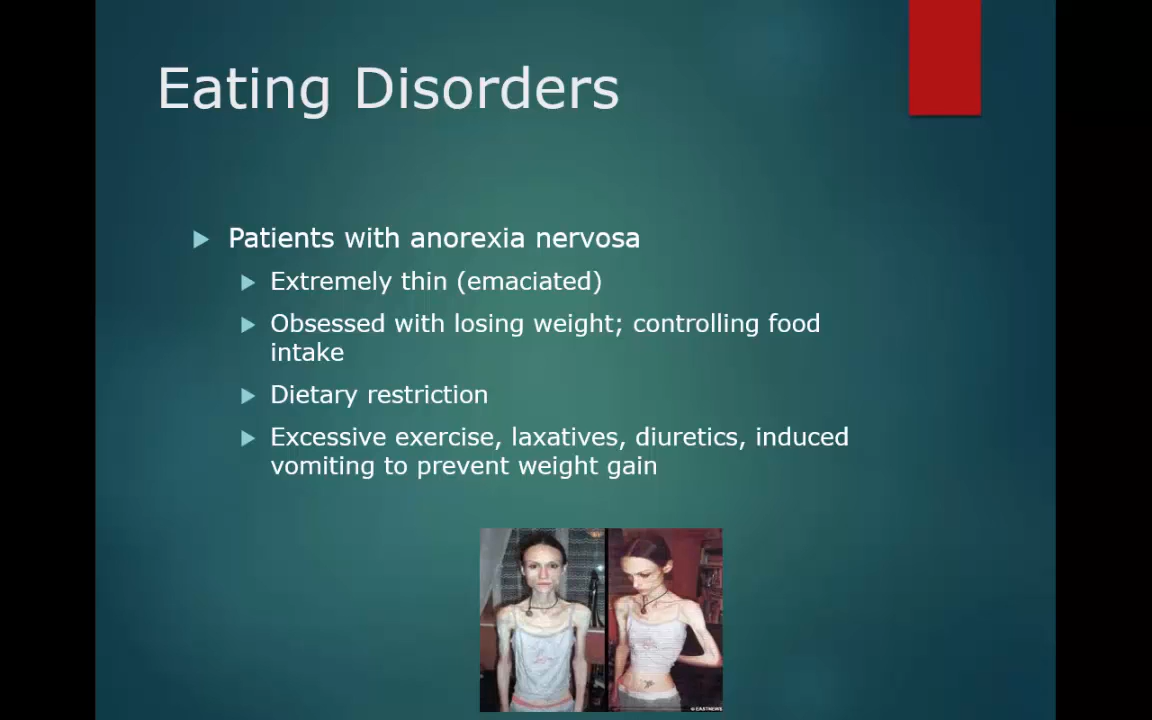 Eating Disorders
Patients with anorexia nervosa
Extremely thin (emaciated)
Obsessed with losing weight; controlling food
intake
Dietary restriction
Excessive exercise, laxatives, diuretics, induced
vomiting to prevent weight gain
© EASTNEWS